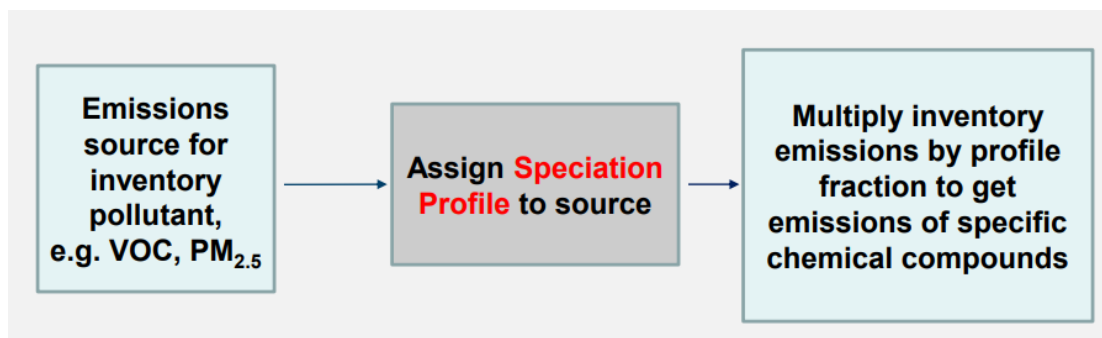 Emissions
source for
inventory
pollutant,
e.g. VOC, PM2.5
Assign Speciation
Profile to source
Multiply inventory
emissions by profile
fraction to get
emissions of specific
chemical compounds